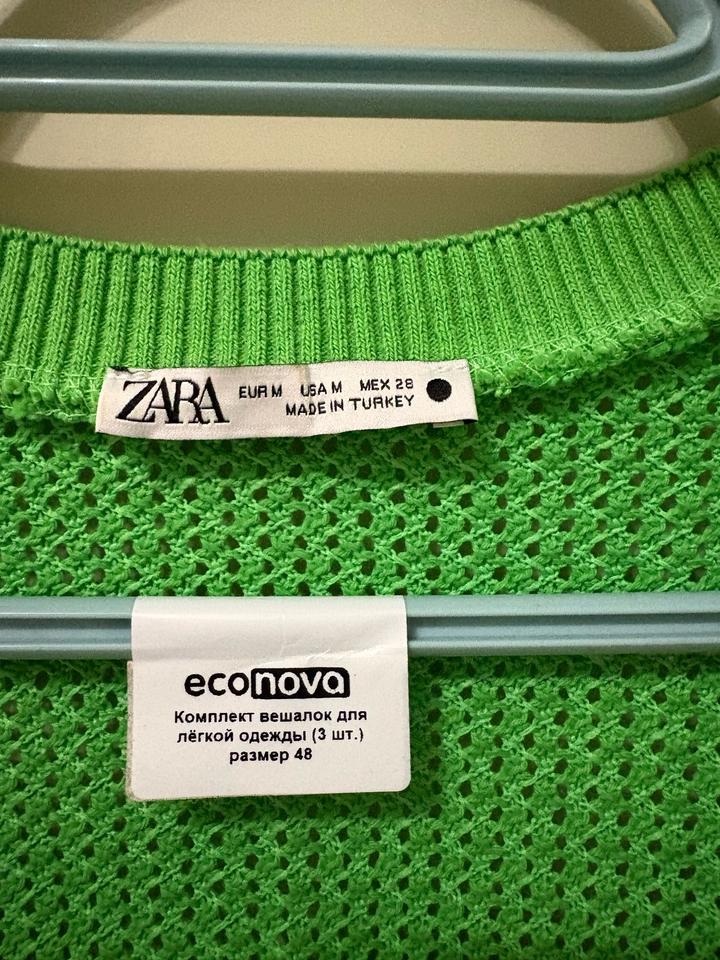 ZARA
EUR M USA M MEX 28
MADE IN TURKEY
econova
Комплект вешалок для
лёгкой одежды (3 шт.)
размер 48